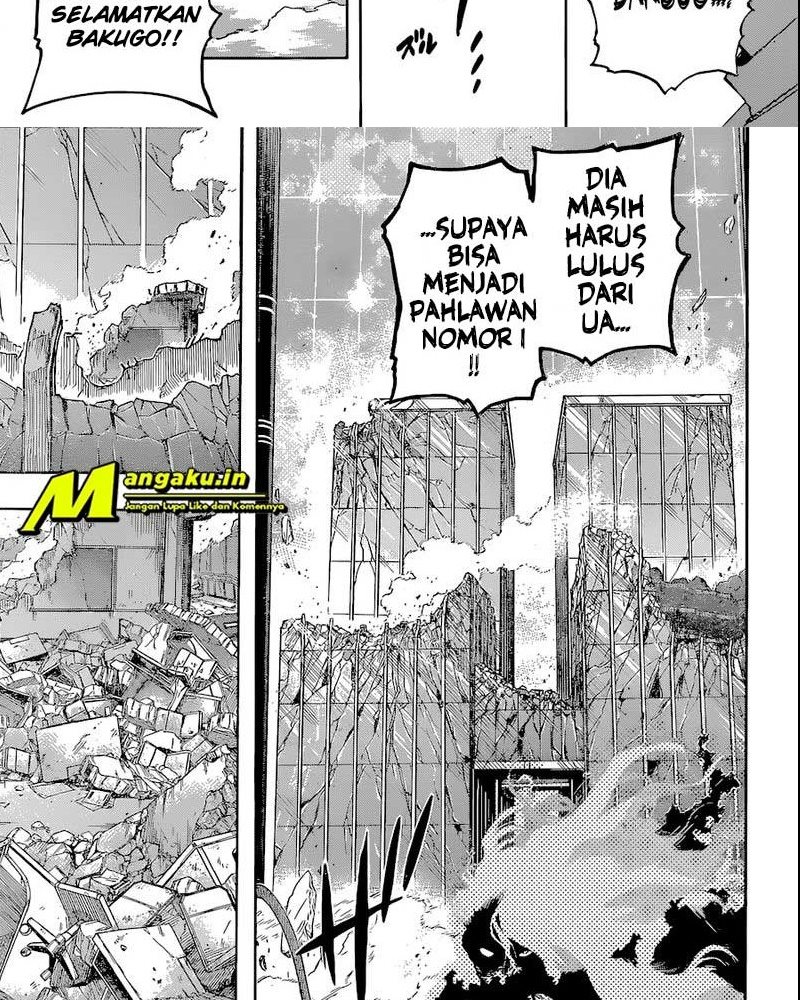 SELAMATKAN
BAKUGO!!
ズル
DIA
MASIH
HARUS
LULUS
DARI
UA...
...SUPAYA
BISA
MENJADI
PAHLAWAN
NOMOR 1
!!
Mangaku.in
Jangan Lupa Like dan Komennya